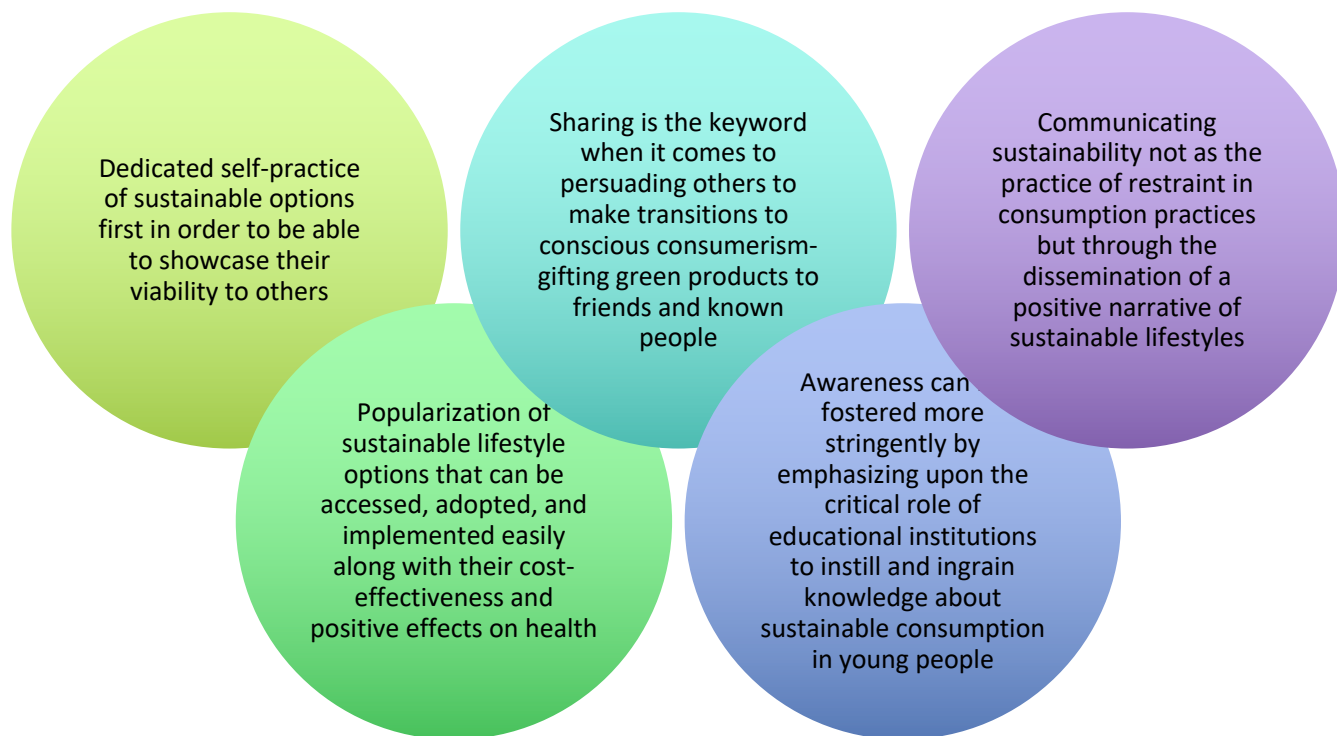 Dedicated self-practice
of sustainable options
first in order to be able
to showcase their
viability to others
Popularization of
sustainable lifestyle
options that can be
accessed, adopted, and
implemented easily
along with their cost-
effectiveness and
positive effects on health
Sharing is the keyword
when it comes to
persuading others to
make transitions to
conscious consumerism-
gifting green products to
friends and known
people
Awareness can
fostered more
stringently by
emphasizing upon the
critical role of
educational institutions
to instill and ingrain
knowledge about
sustainable consumption
in young people
Communicating
sustainability not as the
practice of restraint in
consumption practices
but through the
dissemination of a
positive narrative of
sustainable lifestyles